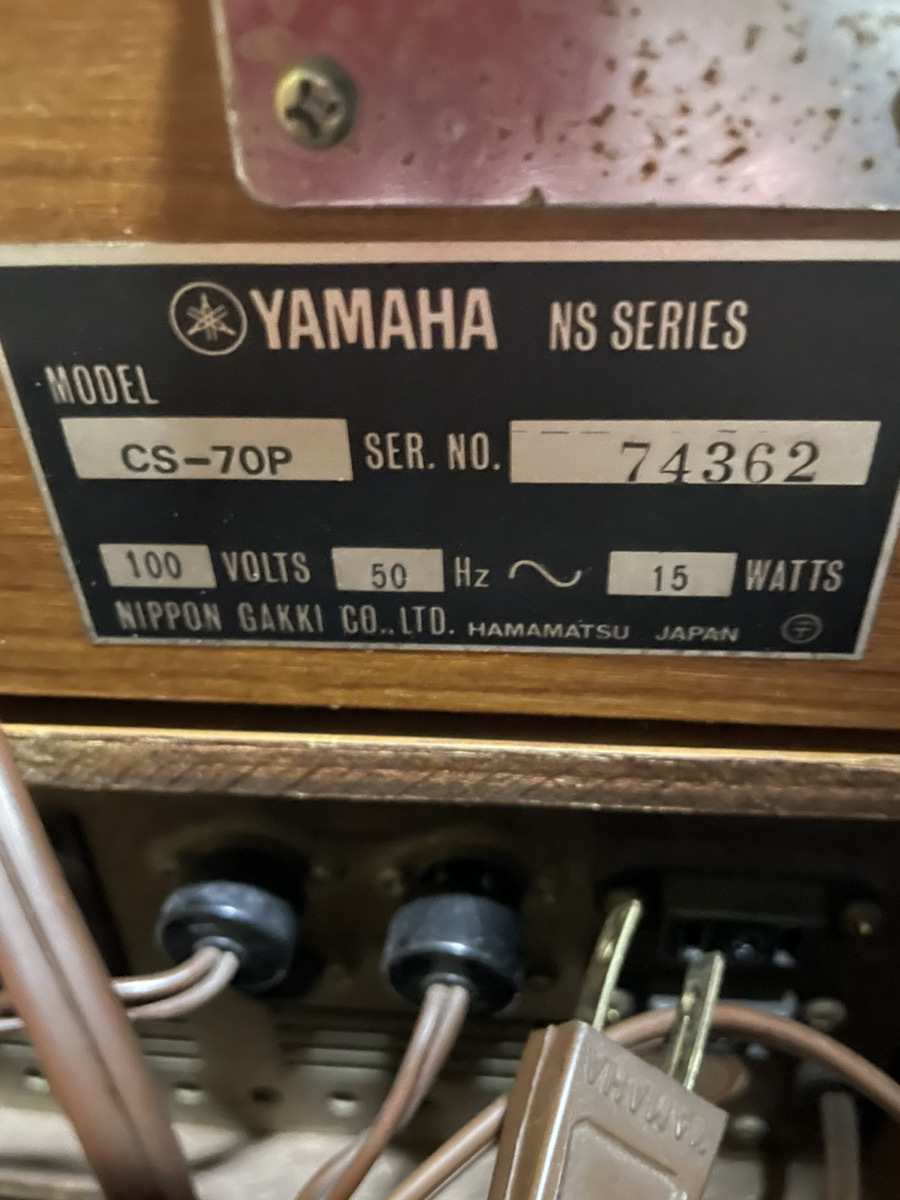 YAMAHA NS SERIES
MODEL
CS-70P SER. NO. 74362
100 VOLTS 50 Hz 15 WATTS
NIPPON GAKKI CO., LTD. HAMAMATSU JAPAN 〒
YAMAHA